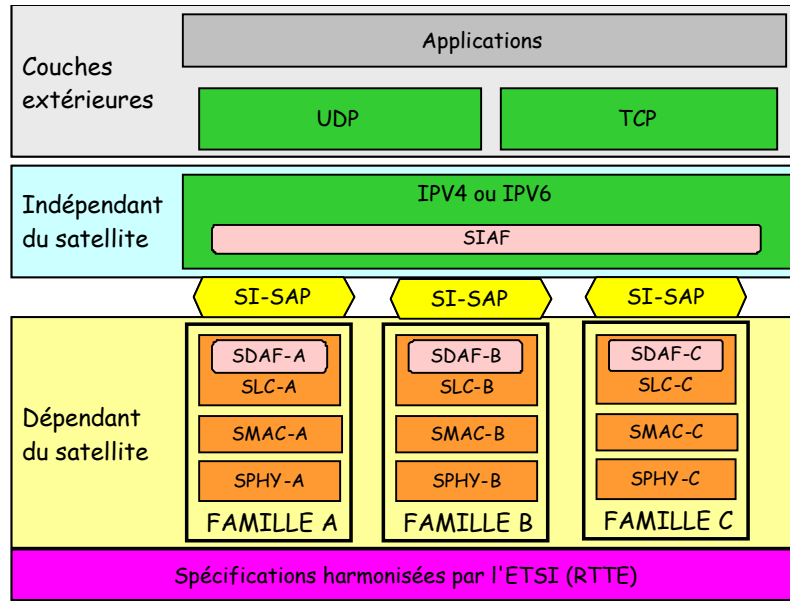 Applications
Couches
extérieures
UDP
TCP
IPV4 ou IPV6
Indépendant
du satellite
SIAF
SI-SAP
SI-SAP
SI-SAP
SDAF-A
SDAF-B
SDAF-C
SLC-A
SLC-B
SLC-C
Dépendant
du satellite
SMAC-A
SMAC-B
SMAC-C
SPHY-A
SPHY-B
SPHY-C
FAMILLE A
FAMILLE B
FAMILLE C
Spécifications harmonisées par l'ETSI (RTTE)